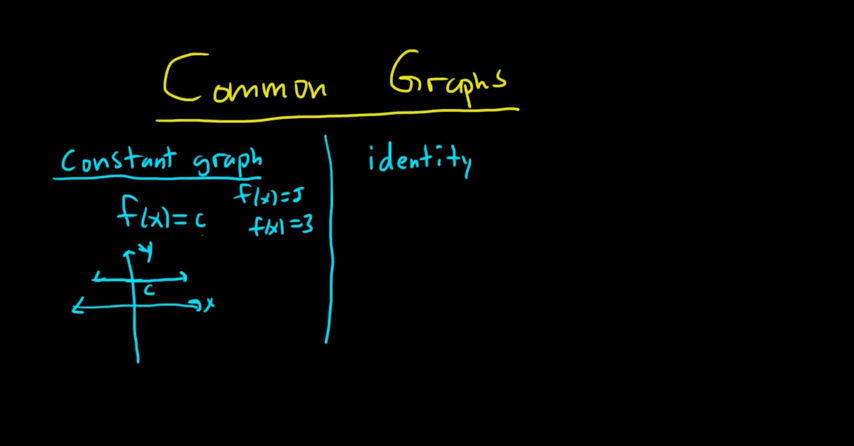 Common Graphs
Constant graph
f(x)=5
f(x)=c
f(x)=3
y
c
x
identity